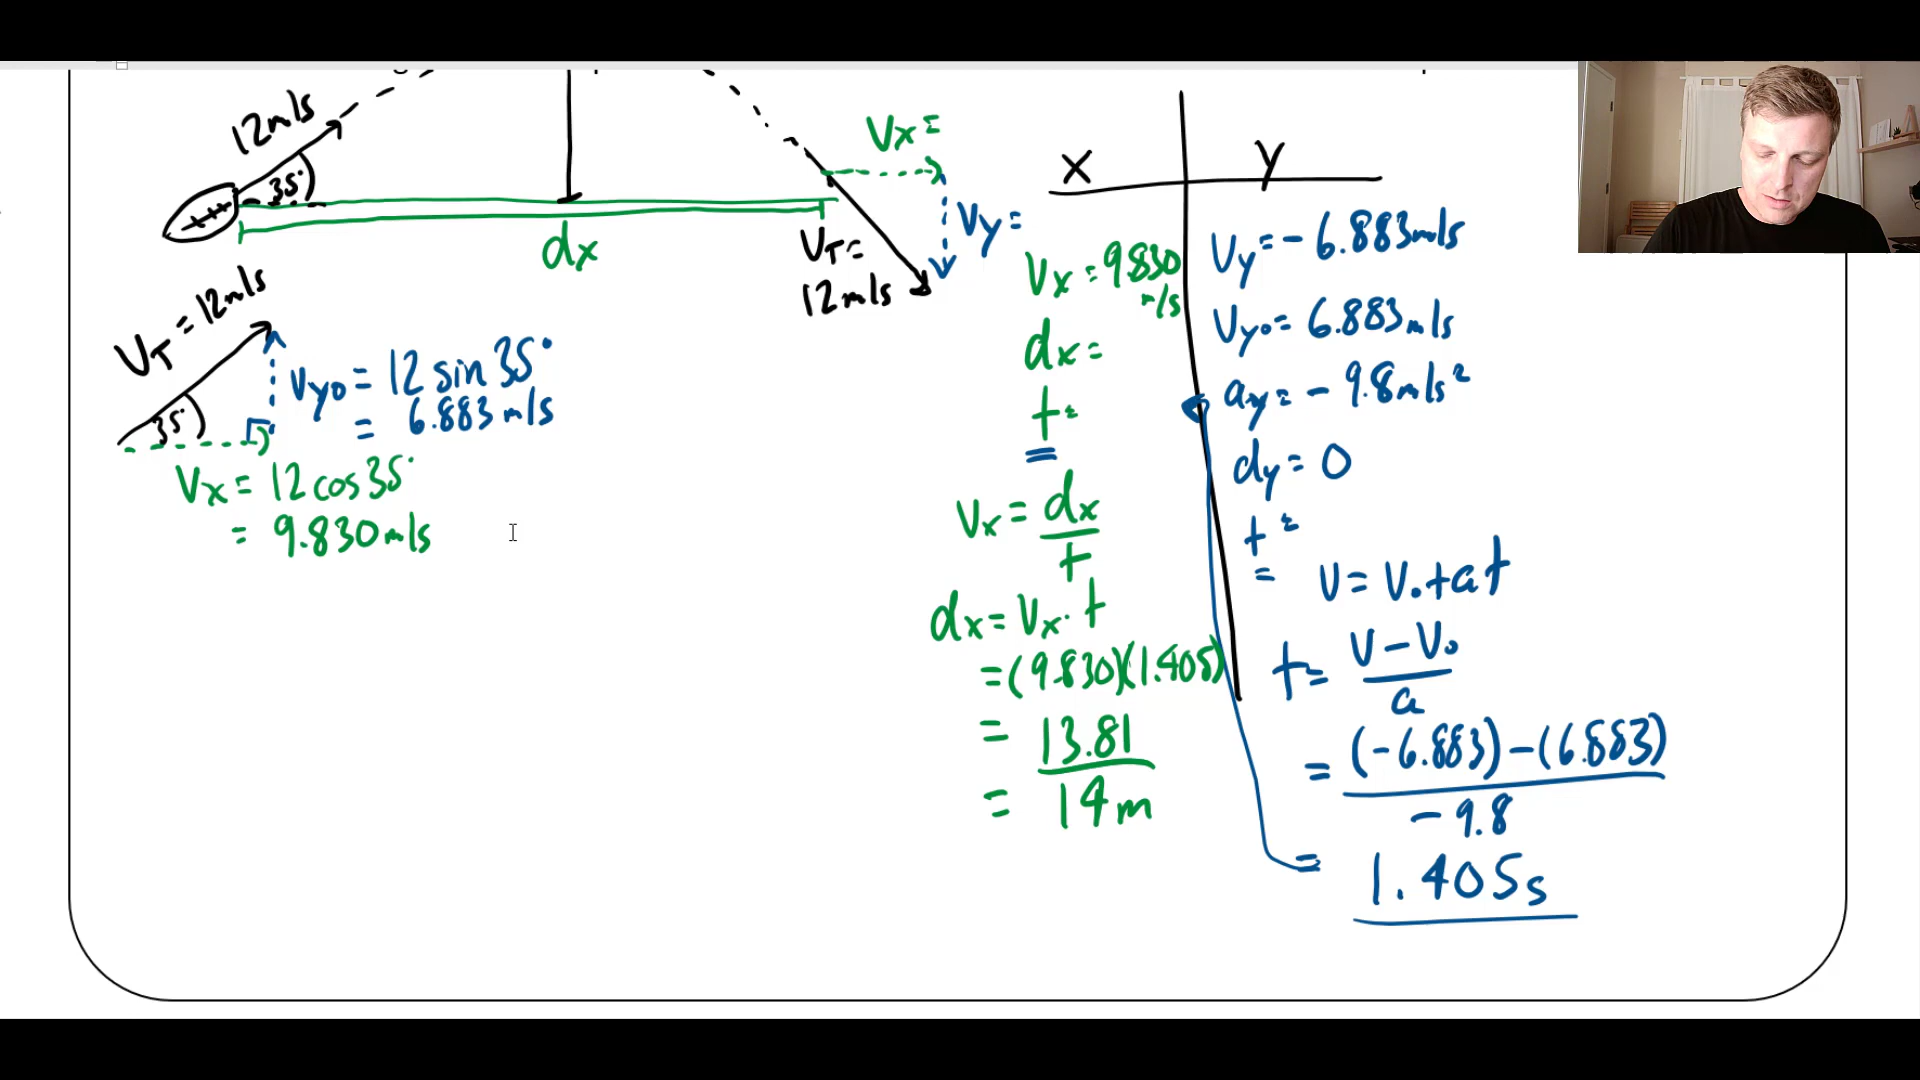 12m/s
35°
dx
Vx=
Vy=
VT=
12m/s
VT = 12m/s
35°
Vyo = 12 sin 35°
= 6.883 m/s
Vx = 12 cos 35°
= 9.830 m/s
X
Vx = 9.830
m/s
dx =
t =
Vx = dx
t
dx = Vx · t
= (9.830)(1.405)
= 13.81
= 14 m
Y
Vy = - 6.883 m/s
Vyo = 6.883 m/s
ay = - 9.8 m/s²
dy = 0
t =
V = Vo + at
t = V - Vo
a
= (-6.883) - (6.883)
- 9.8
= 1.405 s